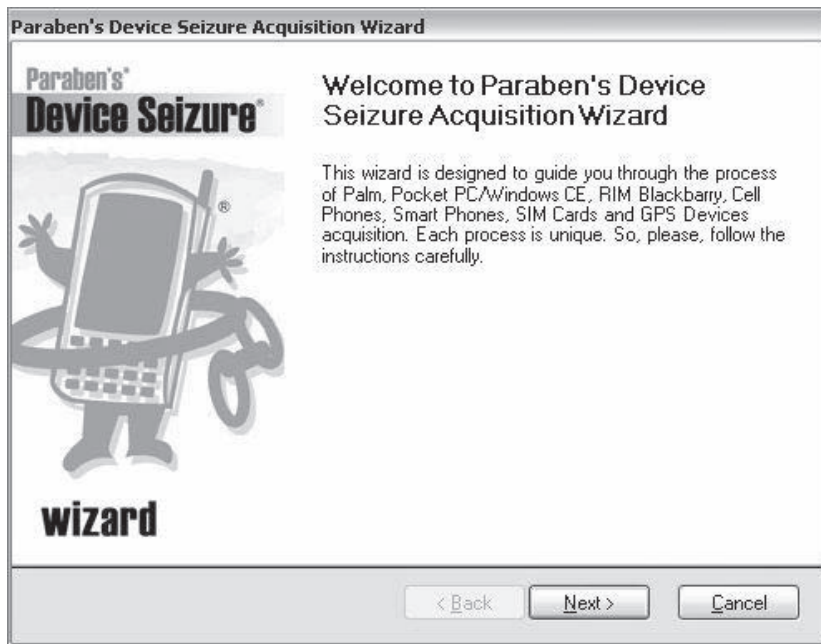 Paraben's Device Seizure Acquisition Wizard
Paraben's®
Device Seizure®
®
wizard
Welcome to Paraben's Device
Seizure Acquisition Wizard
This wizard is designed to guide you through the process
of Palm, Pocket PC/Windows CE, RIM Blackbarry, Cell
Phones, Smart Phones, SIM Cards and GPS Devices
acquisition. Each process is unique. So, please, follow the
instructions carefully.
< Back
Next >
Cancel